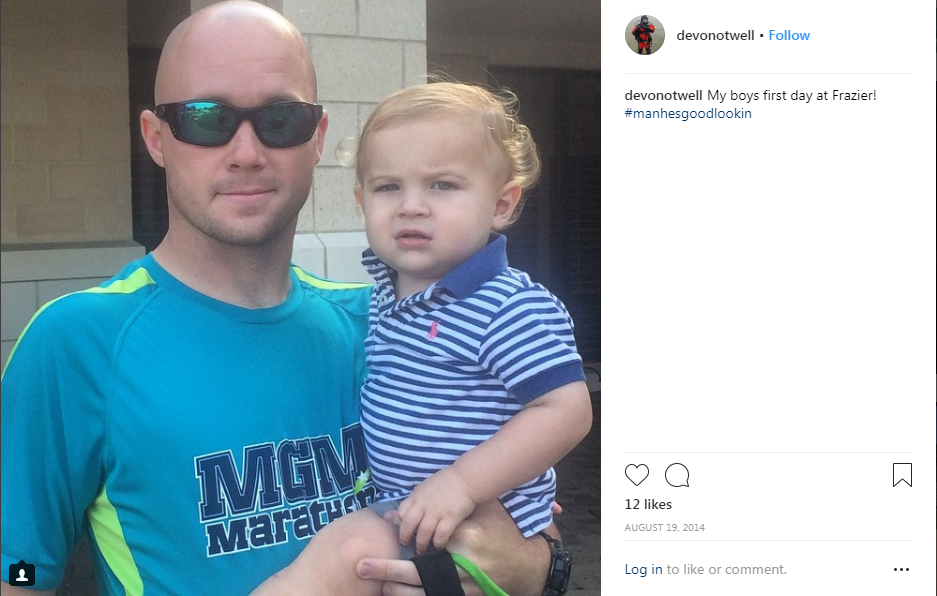 devonotwell • Follow
devonotwell My boys first day at Frazier!
#manhesgoodlookin
MGM
Marathon
12 likes
AUGUST 19, 2014
Log in to like or comment.